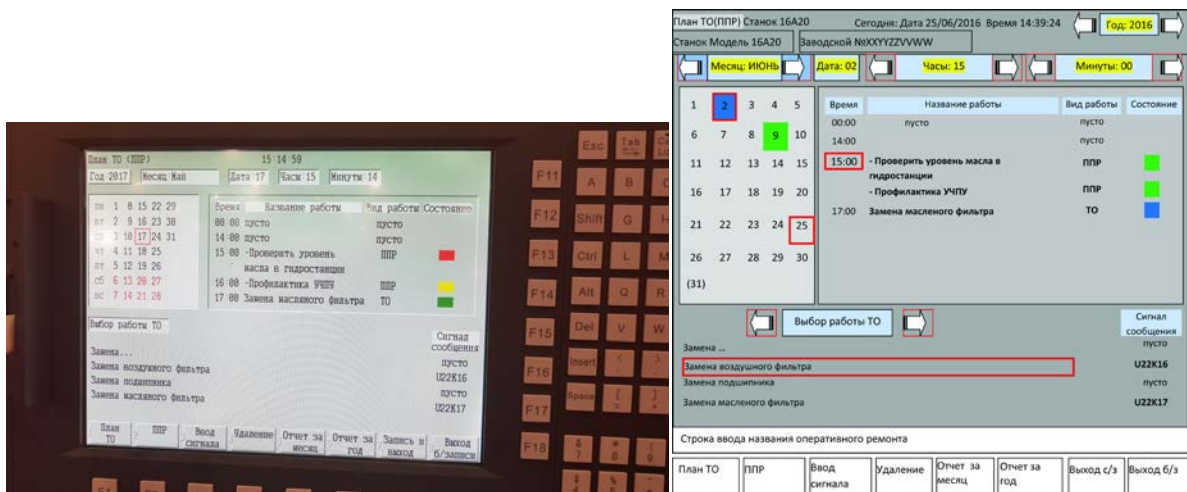 План ТО (ППР) 15:14:59
Год 2017 Месяц Май Дата 17 Часы 15 Минуты 14
пн 1 8 15 22 29
вт 2 9 16 23 30
3 10 17 24 31
чт 4 11 18 25
пт 5 12 19 26
сб 6 13 20 27
вс 7 14 21 28
Время Название работы Вид работы Состояние
00 00 пусто пусто
14 00 пусто пусто
15 00 -Проверить уровень ППР
масла в гидростанции
16 00 -Профилактика УЧПУ ППР
17 00 Замена масляного фильтра ТО
Выбор работы ТО
Сигнал
сообщения
Замена... пусто
Замена воздушного фильтра U22K16
Замена подшипника пусто
Замена масляного фильтра U22K17
План ТО
ППР
Ввод сигнала
Удаление
Отчет за месяц
Отчет за год
Запись и выход
Выход б/записи
F11
F12
F13
F14
F15
F16
F17
F18
Esc Tab
A B C
Shift G H
Ctrl L M
Alt Q R
Del V W
Insert
Space
7 8 9
План ТО(ППР) Станок 16А20 Сегодня: Дата 25/06/2016 Время 14:39:24 Год: 2016
Станок Модель 16А20 Заводской №XXYYZZVVWW
Месяц: ИЮНЬ Дата: 02 Часы: 15 Минуты: 00
1 2 3 4 5
6 7 8 9 10
11 12 13 14 15
16 17 18 19 20
21 22 23 24 25
26 27 28 29 30
(31)
Время Название работы Вид работы Состояние
00:00 пусто пусто
14:00 пусто
15:00 - Проверить уровень масла в ППР
гидростанции
- Профилактика УЧПУ ППР
17:00 Замена масленого фильтра ТО
Выбор работы ТО
Сигнал
сообщения
Замена ... пусто
Замена воздушного фильтра U22K16
Замена подшипника пусто
Замена масленого фильтра U22K17
Строка ввода названия оперативного ремонта
План ТО
ППР
Ввод сигнала
Удаление
Отчет за месяц
Отчет за год
Выход с/з
Выход б/з